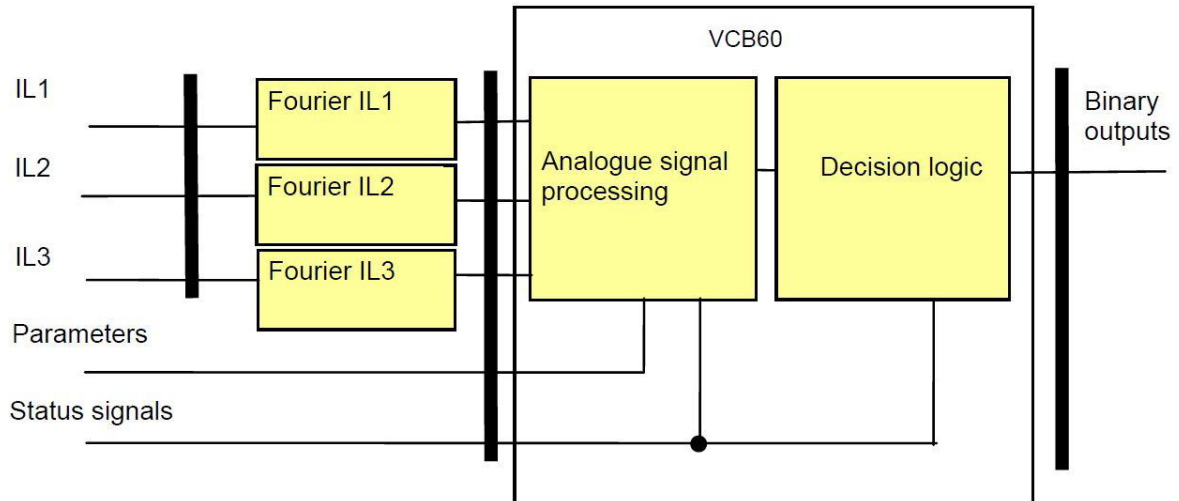 VCB60
IL1
Fourier IL1
Binary
outputs
IL2
Fourier IL2
Analogue signal
processing
Decision logic
IL3
Fourier IL3
Parameters
Status signals